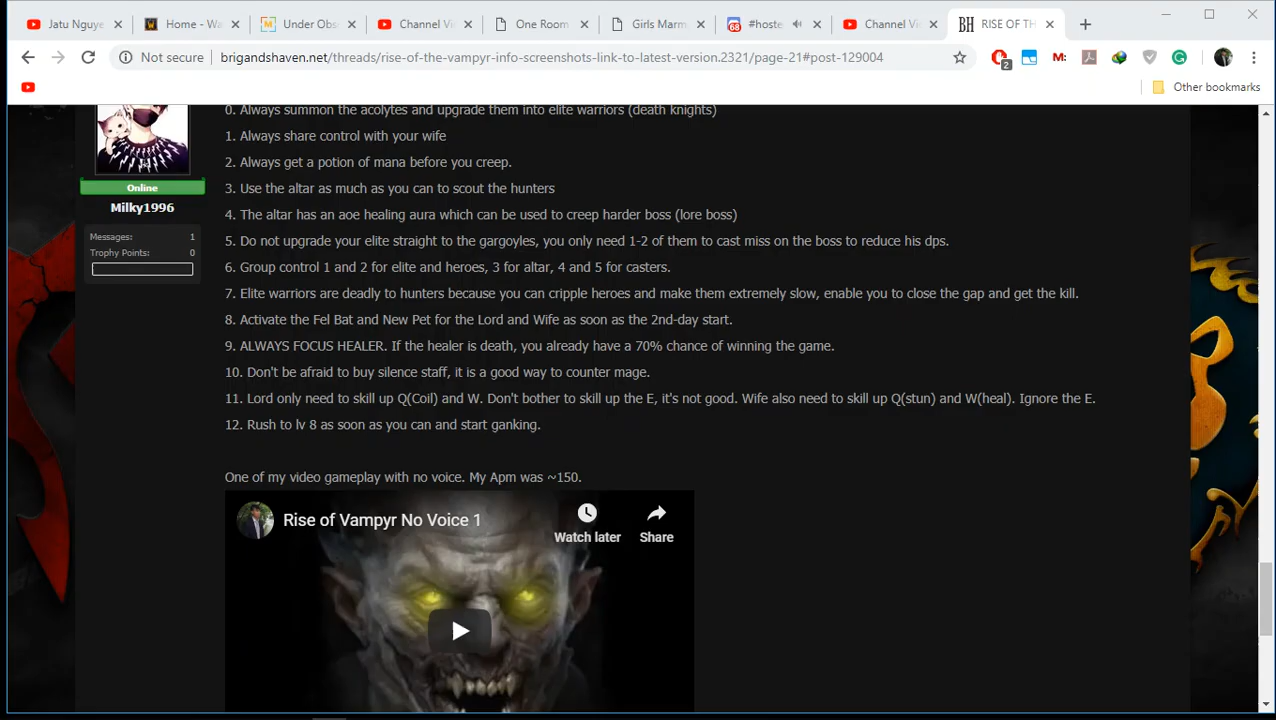 Jatu Nguye
Home - Wa
Under Obs
Channel Vi
One Room
Girls Marm
68
#hoste
Channel Vi
BH
RISE OF TH
Not secure
brigandshaven.net/threads/rise-of-the-vampyr-info-screenshots-link-to-latest-version.2321/page-21#post-129004
2
M:
Other bookmarks
0. Always summon the acolytes and upgrade them into elite warriors (death knights)
1. Always share control with your wife
2. Always get a potion of mana before you creep.
3. Use the altar as much as you can to scout the hunters
4. The altar has an aoe healing aura which can be used to creep harder boss (lore boss)
5. Do not upgrade your elite straight to the gargoyles, you only need 1-2 of them to cast miss on the boss to reduce his dps.
6. Group control 1 and 2 for elite and heroes, 3 for altar, 4 and 5 for casters.
7. Elite warriors are deadly to hunters because you can cripple heroes and make them extremely slow, enable you to close the gap and get the kill.
8. Activate the Fel Bat and New Pet for the Lord and Wife as soon as the 2nd-day start.
9. ALWAYS FOCUS HEALER. If the healer is death, you already have a 70% chance of winning the game.
10. Don't be afraid to buy silence staff, it is a good way to counter mage.
11. Lord only need to skill up Q(Coil) and W. Don't bother to skill up the E, it's not good. Wife also need to skill up Q(stun) and W(heal). Ignore the E.
12. Rush to lv 8 as soon as you can and start ganking.
Online
Milky1996
Messages: 1
Trophy Points: 0
One of my video gameplay with no voice. My Apm was ~150.
Rise of Vampyr No Voice 1
Watch later
Share